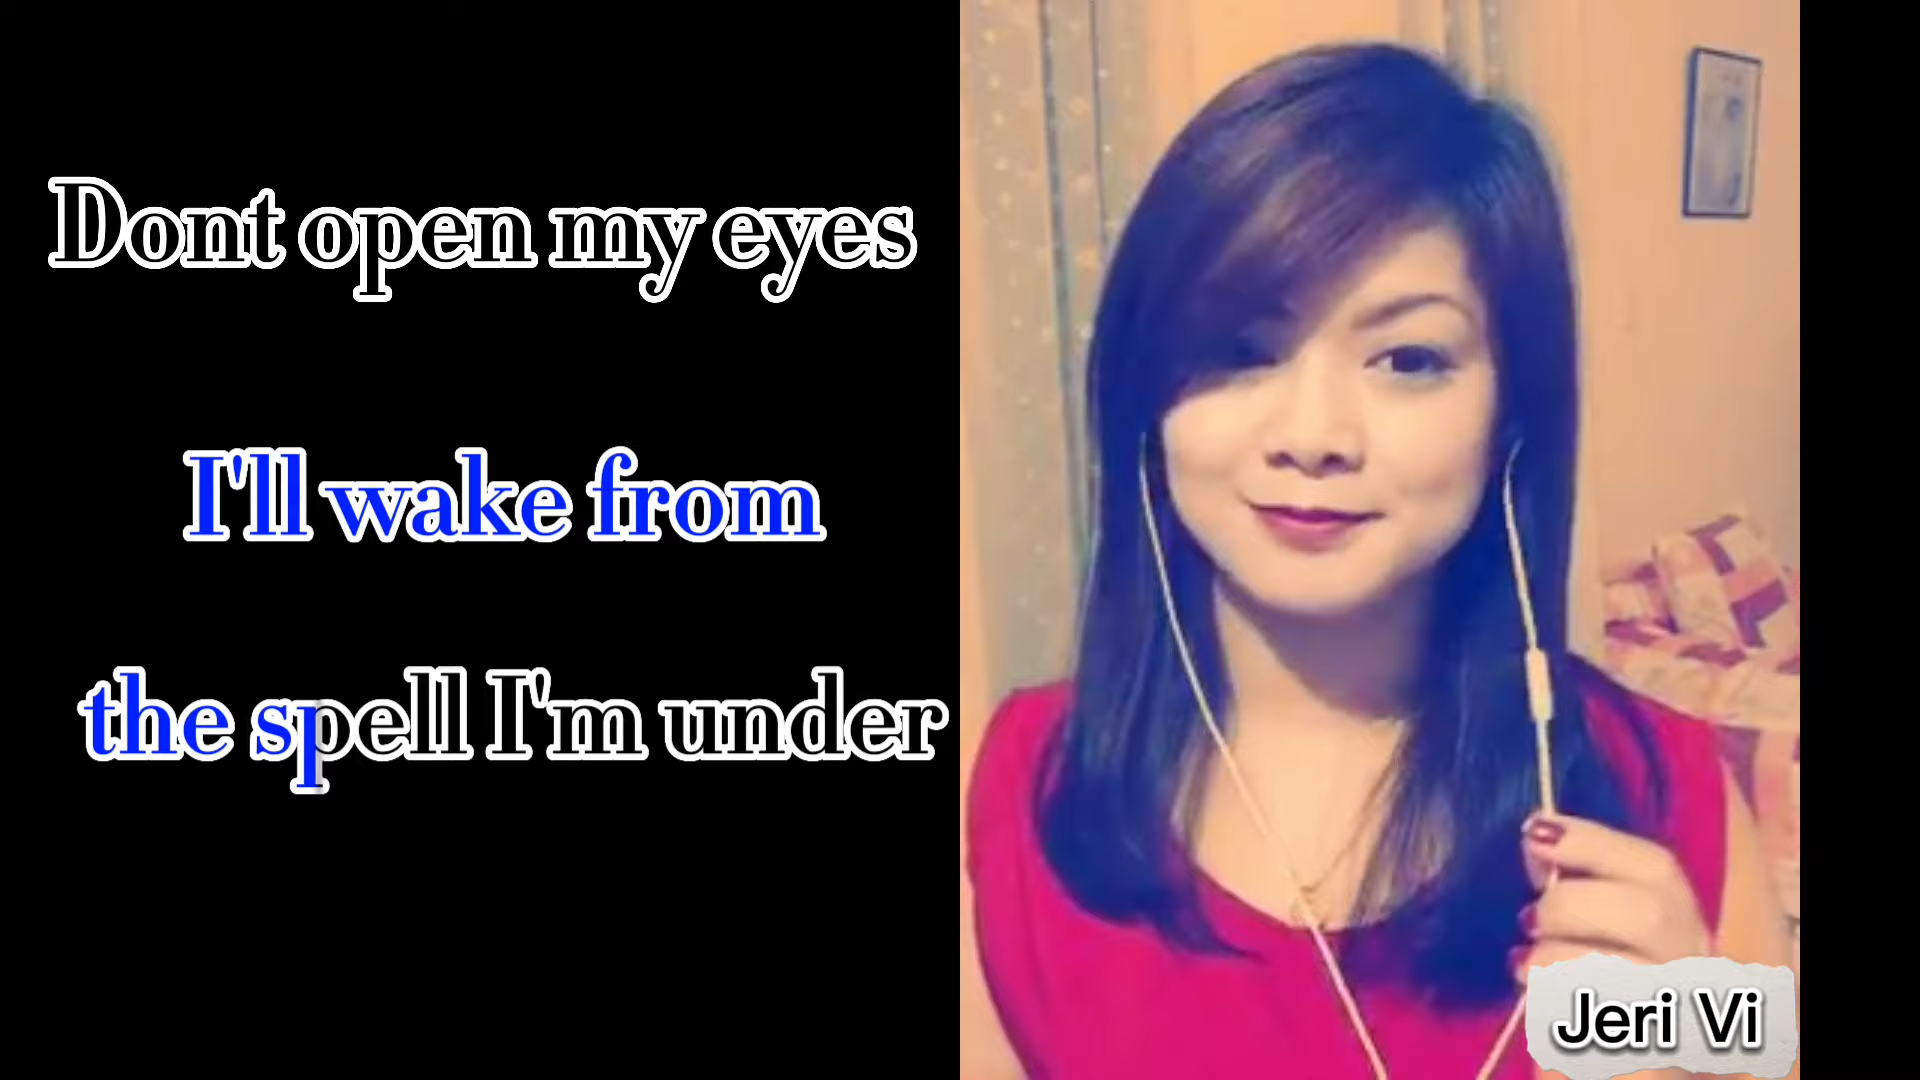 Dont open my eyes
I'll wake from
the spell I'm under
Jeri Vi